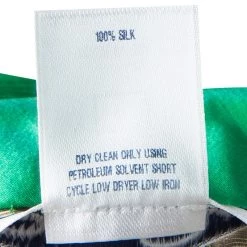 100% SILK
DRY CLEAN ONLY USING
PETROLEUM SOLVENT SHORT
CYCLE LOW DRYER LOW IRON